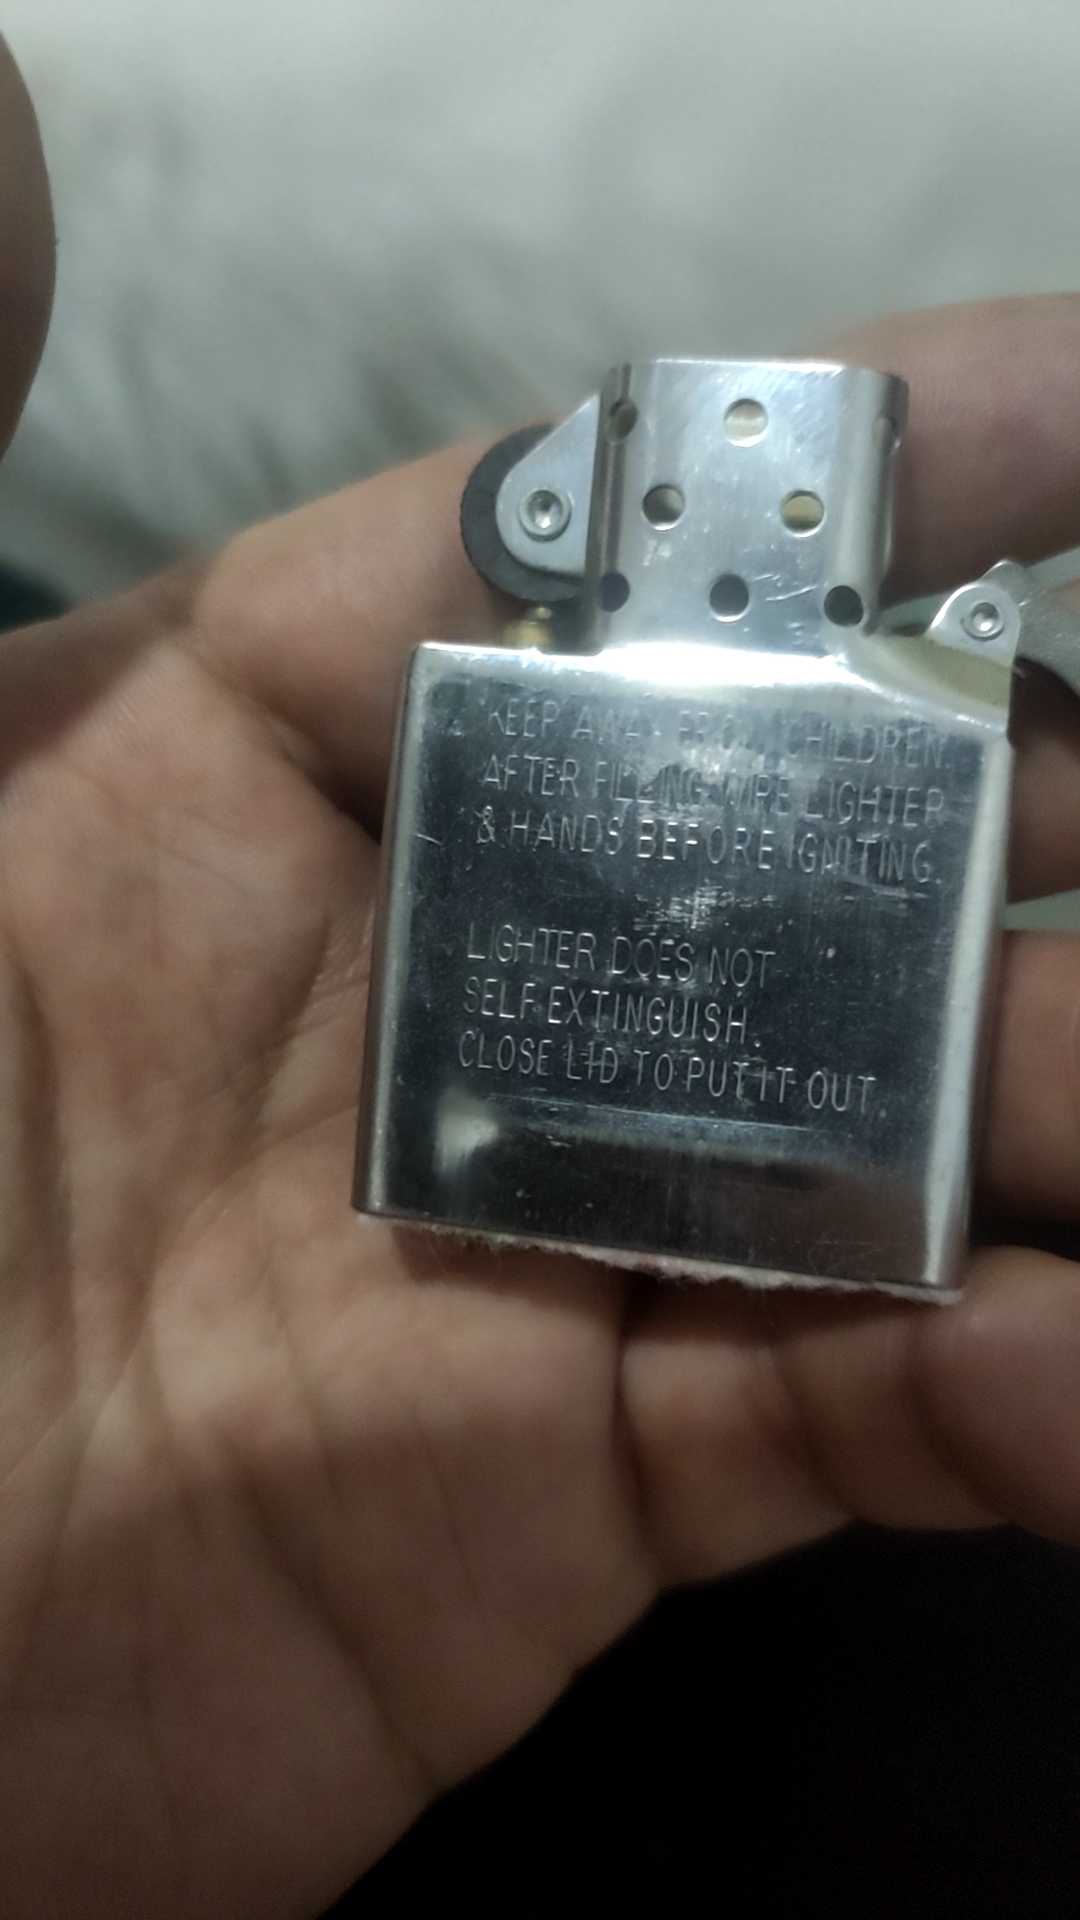 KEEP AWAY FROM CHILDREN.
AFTER FILLING WIPE LIGHTER
& HANDS BEFORE IGNITING.
LIGHTER DOES NOT
SELF EXTINGUISH.
CLOSE LID TO PUT IT OUT.